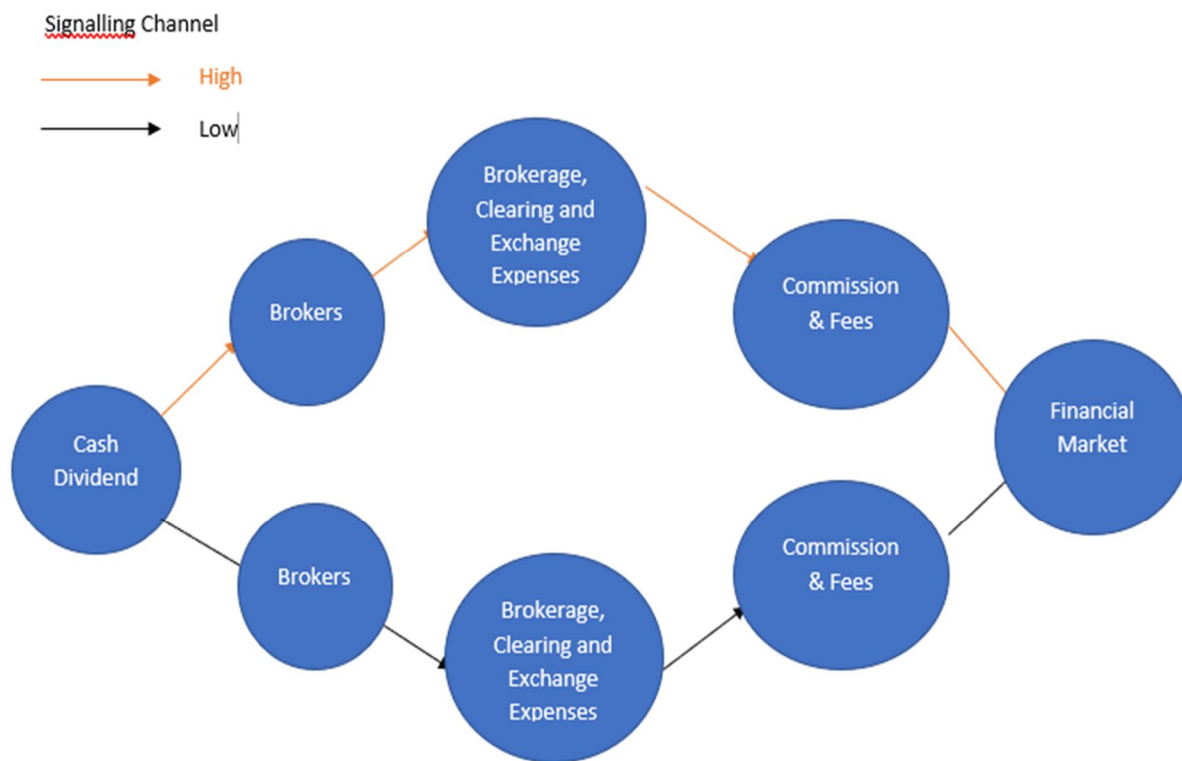 Signalling Channel
High
Low
Brokerage,
Clearing and
Exchange
Expenses
Brokers
Commission
& Fees
Cash
Dividend
Financial
Market
Brokers
Brokerage,
Clearing and
Exchange
Expenses
Commission
& Fees